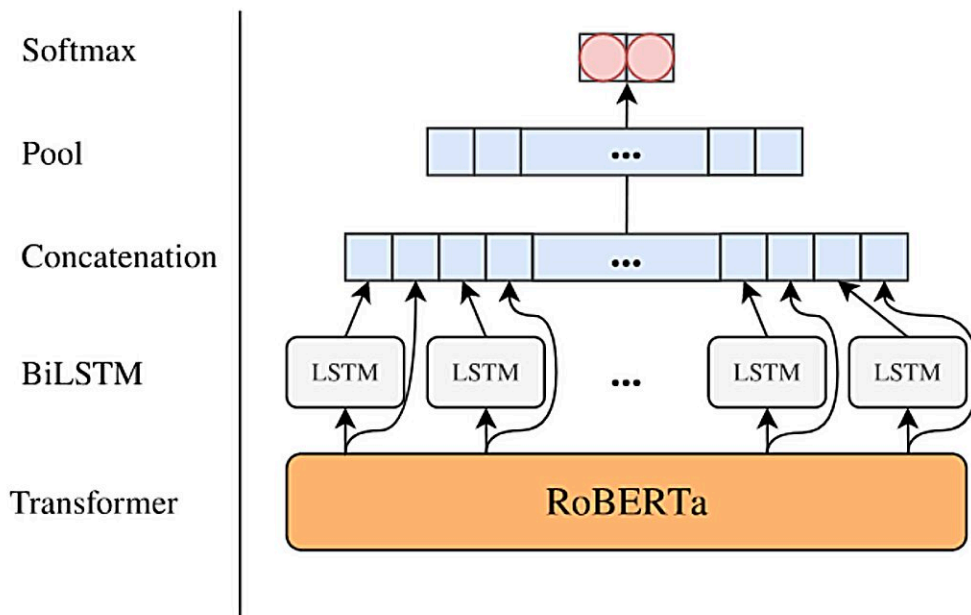 Softmax
Pool
...
Concatenation
...
BiLSTM
LSTM
LSTM
...
LSTM
LSTM
Transformer
RoBERTa